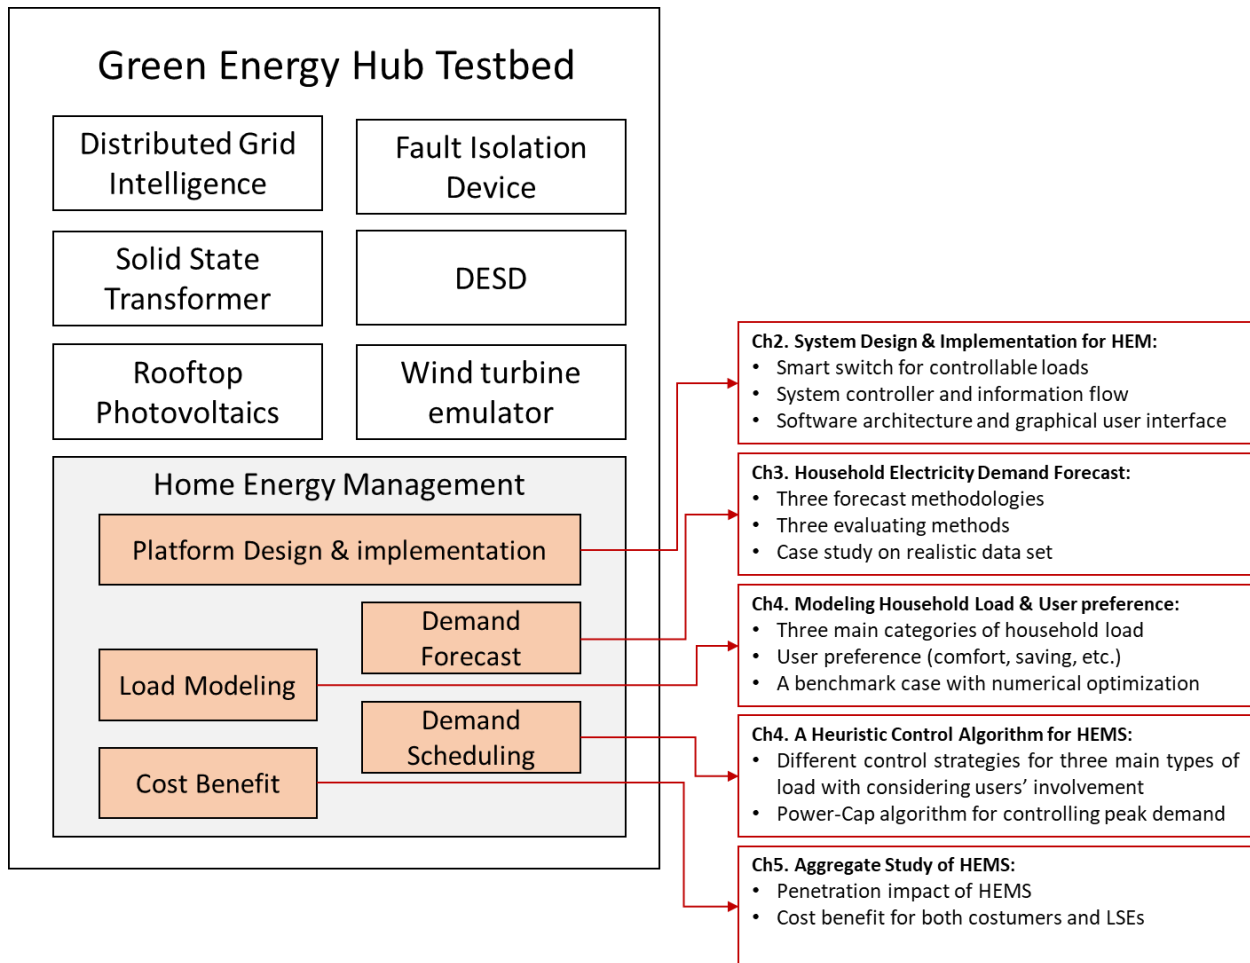 Green Energy Hub Testbed
Distributed Grid
Intelligence
Fault Isolation
Device
Solid State
Transformer
DESD
Rooftop
Photovoltaics
Wind turbine
emulator
Home Energy Management
Platform Design & implementation
Demand
Forecast
Load Modeling
Demand
Scheduling
Cost Benefit
Ch2. System Design & Implementation for HEM:
• Smart switch for controllable loads
• System controller and information flow
• Software architecture and graphical user interface
Ch3. Household Electricity Demand Forecast:
• Three forecast methodologies
• Three evaluating methods
• Case study on realistic data set
Ch4. Modeling Household Load & User preference:
• Three main categories of household load
• User preference (comfort, saving, etc.)
• A benchmark case with numerical optimization
Ch4. A Heuristic Control Algorithm for HEMS:
• Different control strategies for three main types of
load with considering users’ involvement
• Power-Cap algorithm for controlling peak demand
Ch5. Aggregate Study of HEMS:
• Penetration impact of HEMS
• Cost benefit for both costumers and LSEs